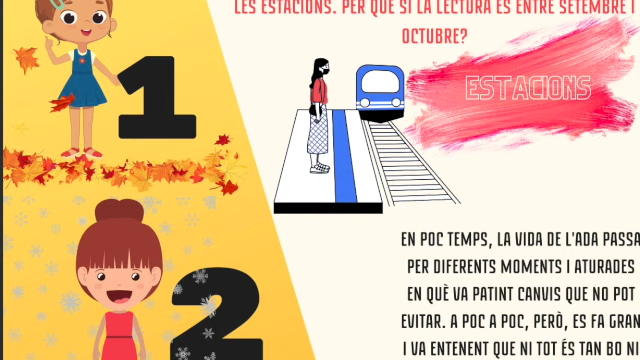 LES ESTACIONS. PER QUÈ SI LA LECTURA ÉS ENTRE SETEMBRE I
OCTUBRE?
1
ESTACIONS
EN POC TEMPS, LA VIDA DE L'ADA PASSA
PER DIFERENTS MOMENTS I ATURADES
EN QUÈ VA PATINT CANVIS QUE NO POT
EVITAR. A POC A POC, PERÒ, ES FA GRAN
I VA ENTENENT QUE NI TOT ÉS TAN BO NI
2